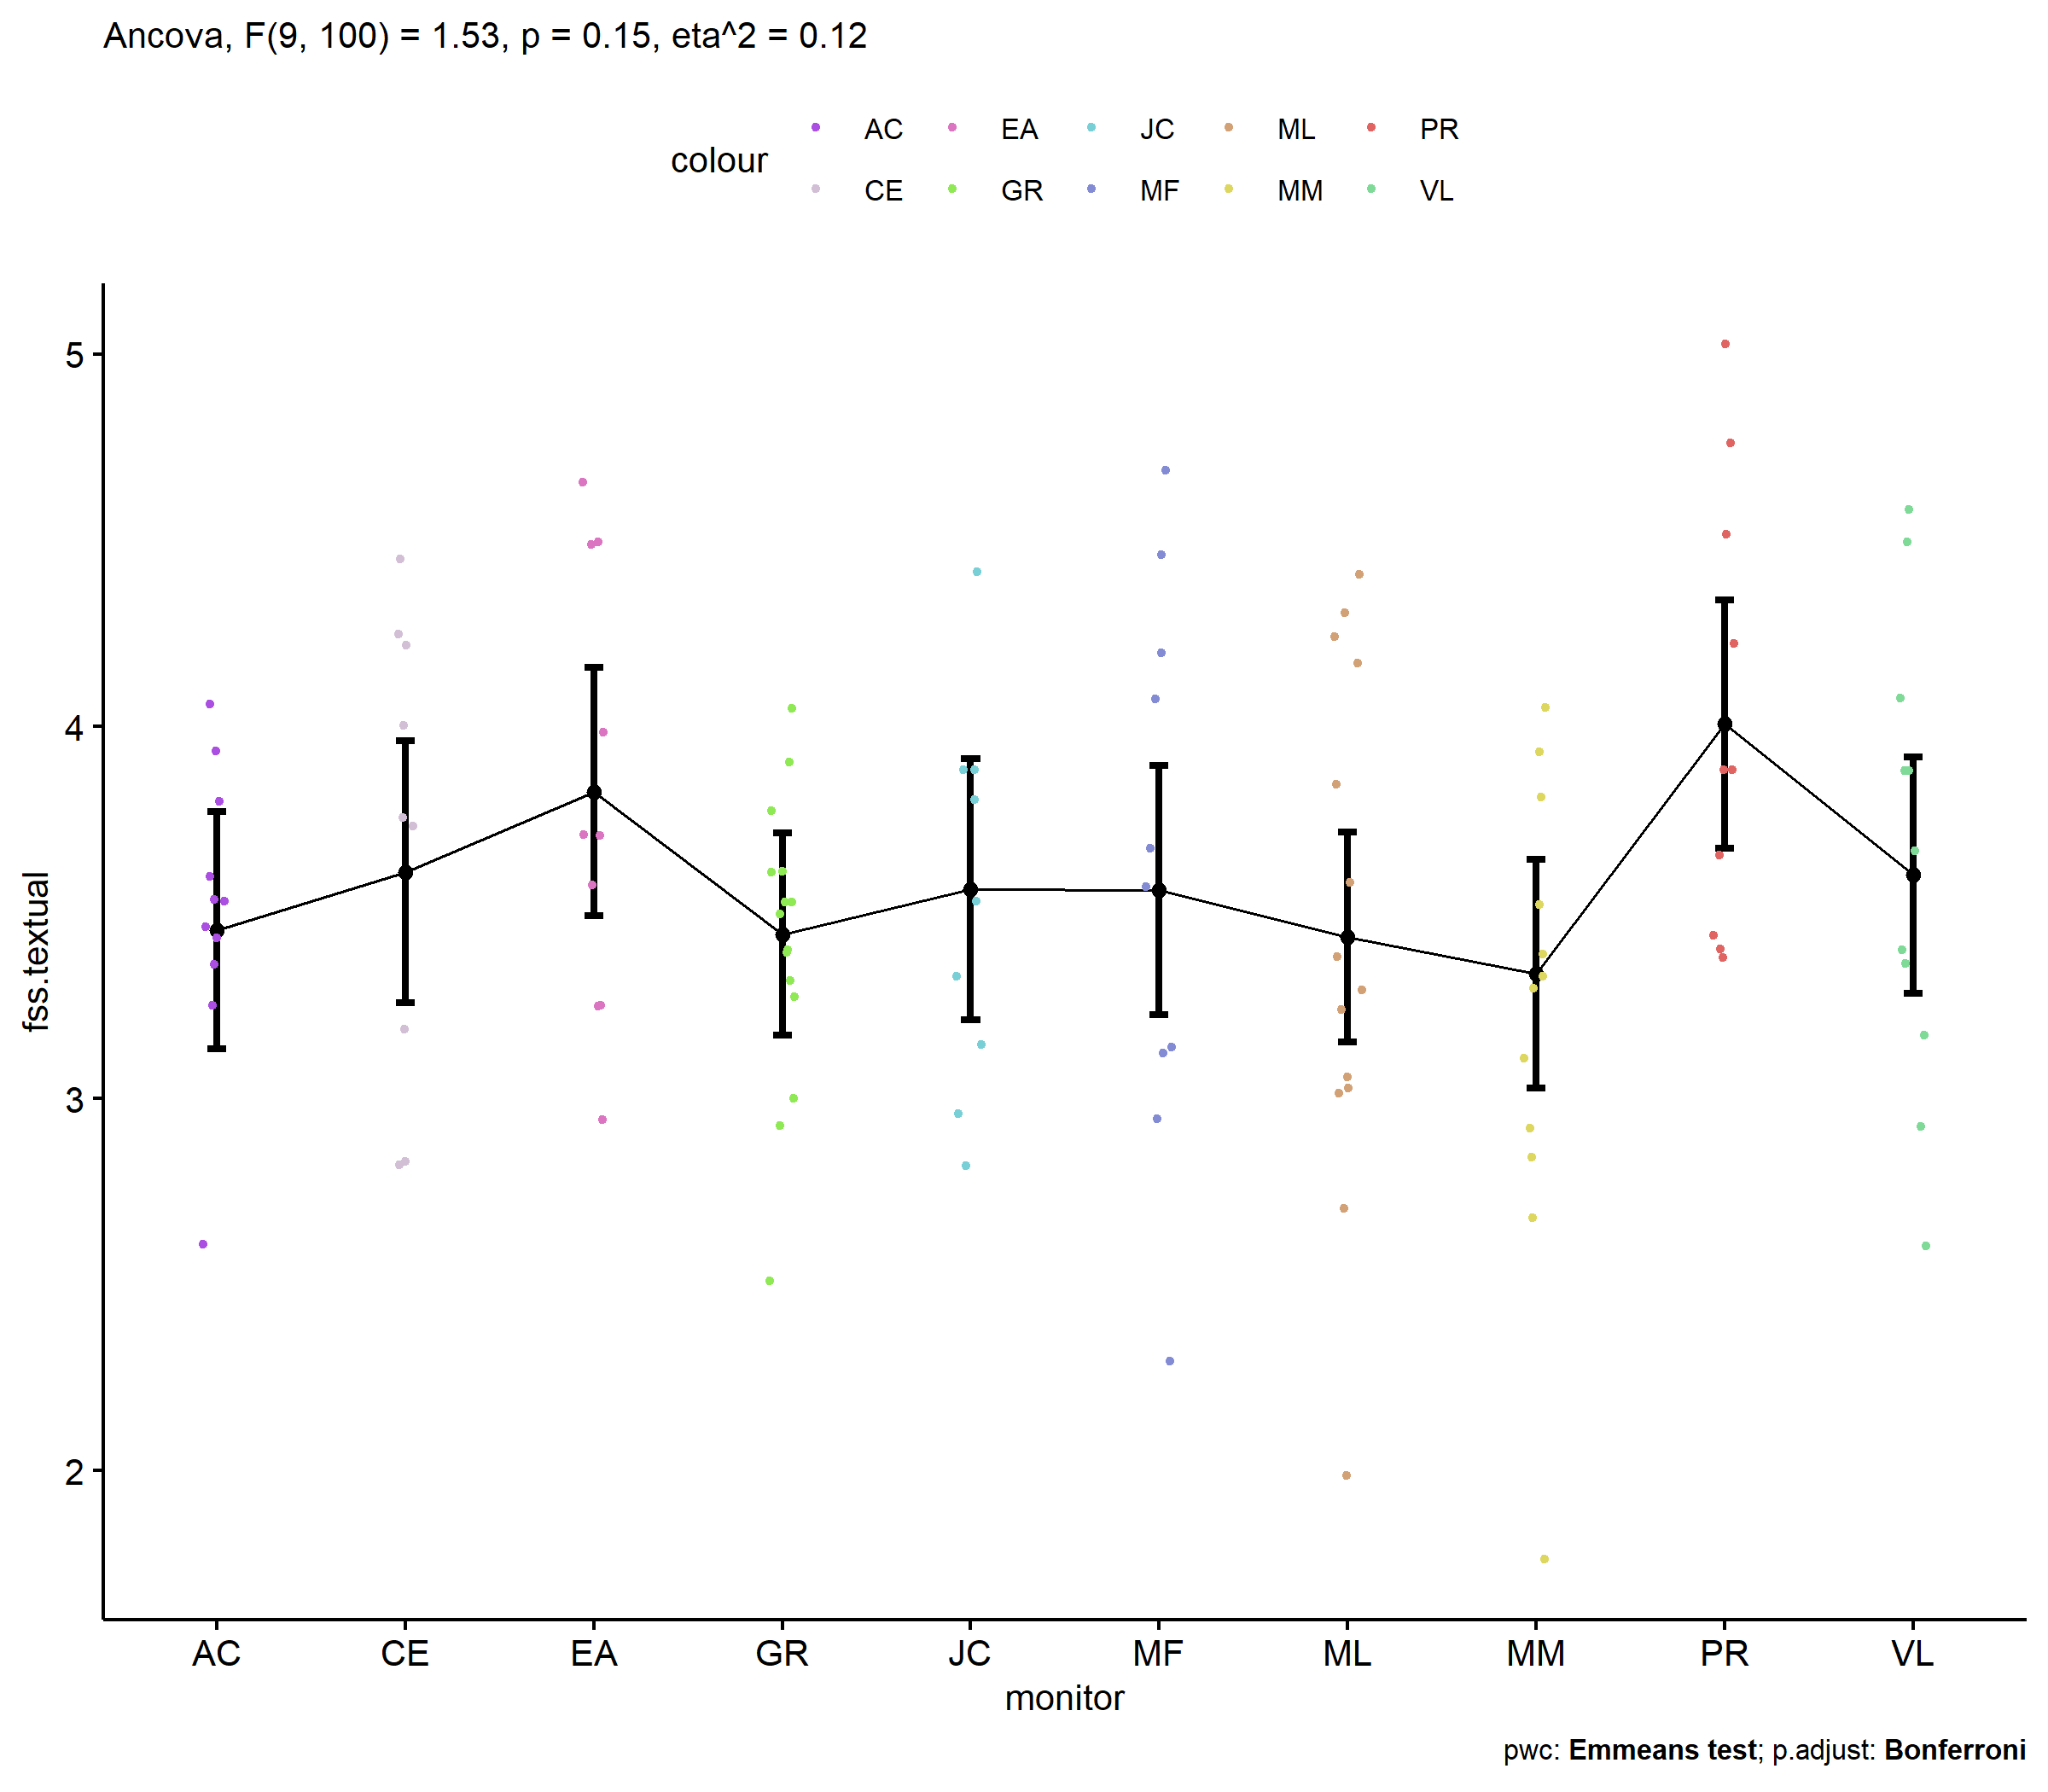 Ancova, F(9, 100) = 1.53, p = 0.15, eta^2 = 0.12
colour
AC EA JC ML PR
CE GR MF MM VL
5
4
3
2
fss.textual
AC CE EA GR JC MF ML MM PR VL
monitor
pwc: Emmeans test; p.adjust: Bonferroni